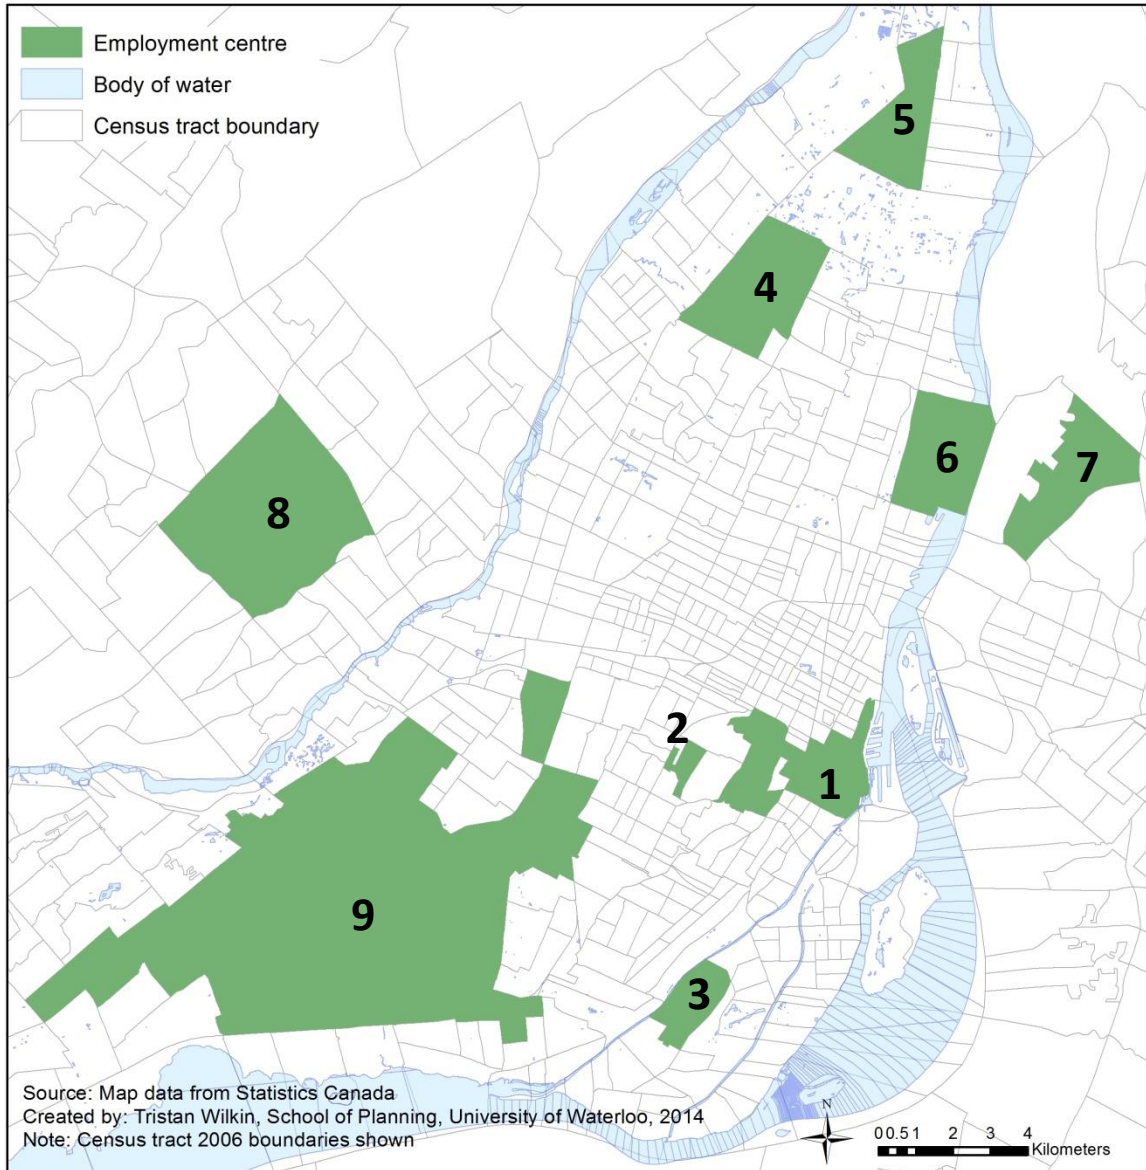 Employment centre
Body of water
Census tract boundary
5
4
6
7
8
2
1
9
3
Source: Map data from Statistics Canada
Created by: Tristan Wilkin, School of Planning, University of Waterloo, 2014
Note: Census tract 2006 boundaries shown
N
0 0.5 1 2 3 4
Kilometers